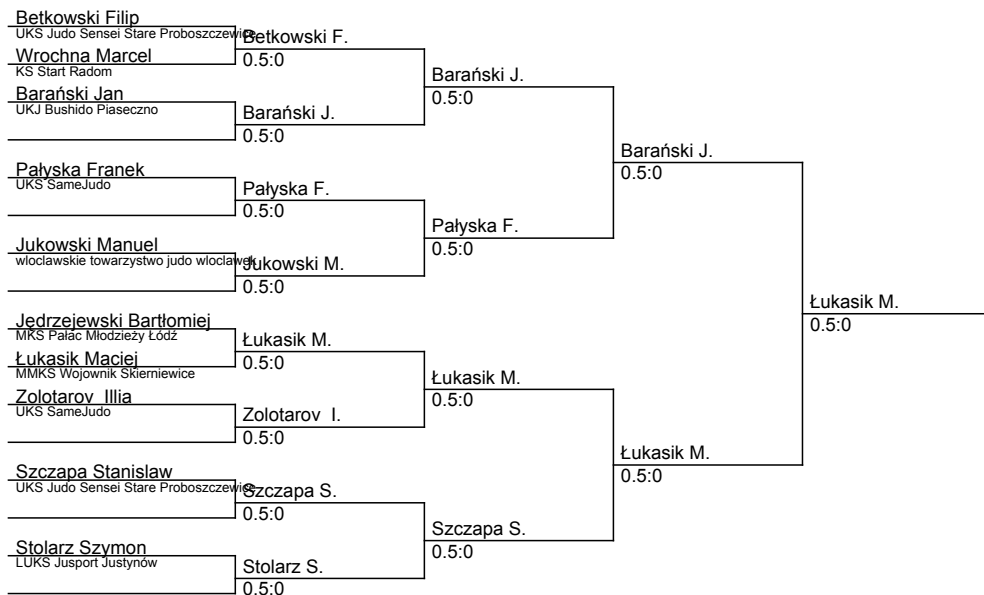 Betkowski Filip
UKS Judo Sensei Stare Proboszczewice
Wrochna Marcel
KS Start Radom
Barański Jan
UKJ Bushido Piaseczno
Pałyska Franek
UKS SameJudo
Jukowski Manuel
wloclawskie towarzystwo judo wloclawek
Jędrzejewski Bartłomiej
MKS Pałac Młodzieży Łódź
Łukasik Maciej
MMKS Wojownik Skierniewice
Zolotarov  Illia
UKS SameJudo
Szczapa Stanislaw
UKS Judo Sensei Stare Proboszczewice
Stolarz Szymon
LUKS Jusport Justynów
Betkowski F.
0.5:0
Barański J.
0.5:0
Pałyska F.
0.5:0
Jukowski M.
0.5:0
Łukasik M.
0.5:0
Zolotarov  I.
0.5:0
Szczapa S.
0.5:0
Stolarz S.
0.5:0
Barański J.
0.5:0
Pałyska F.
0.5:0
Łukasik M.
0.5:0
Szczapa S.
0.5:0
Barański J.
0.5:0
Łukasik M.
0.5:0
Łukasik M.
0.5:0